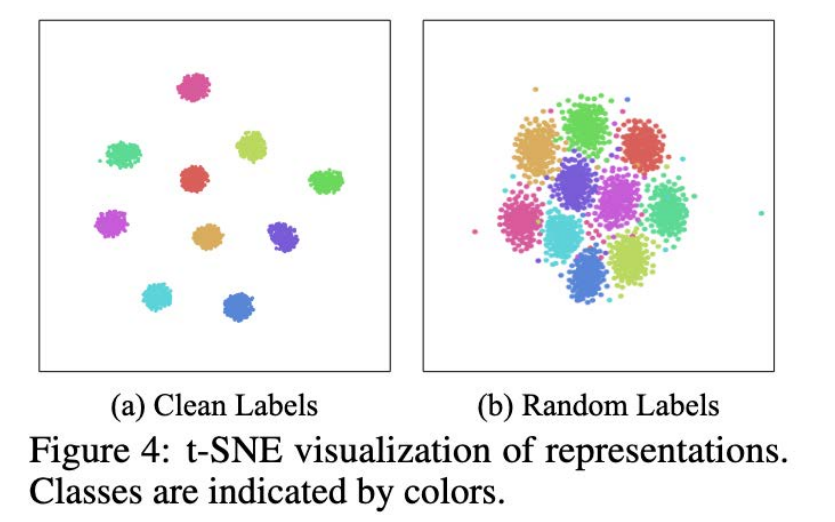 (a) Clean Labels
(b) Random Labels
Figure 4: t-SNE visualization of representations.
Classes are indicated by colors.